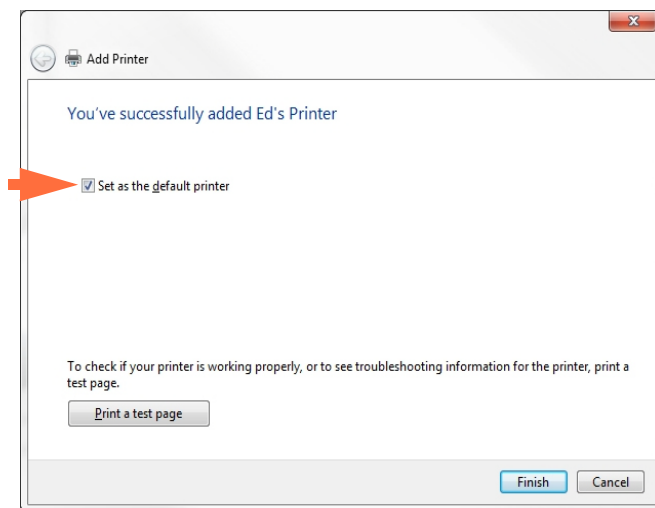 Add Printer
You've successfully added Ed's Printer
Set as the default printer
To check if your printer is working properly, or to see troubleshooting information for the printer, print a
test page.
Print a test page
Finish Cancel